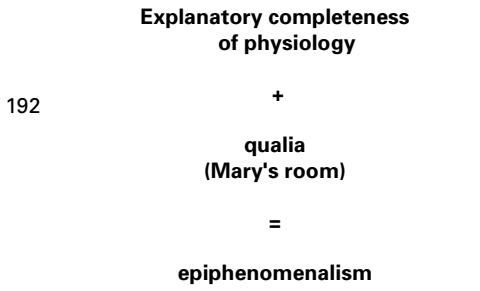 Explanatory completeness
of physiology
192
+
qualia
(Mary's room)
=
epiphenomenalism